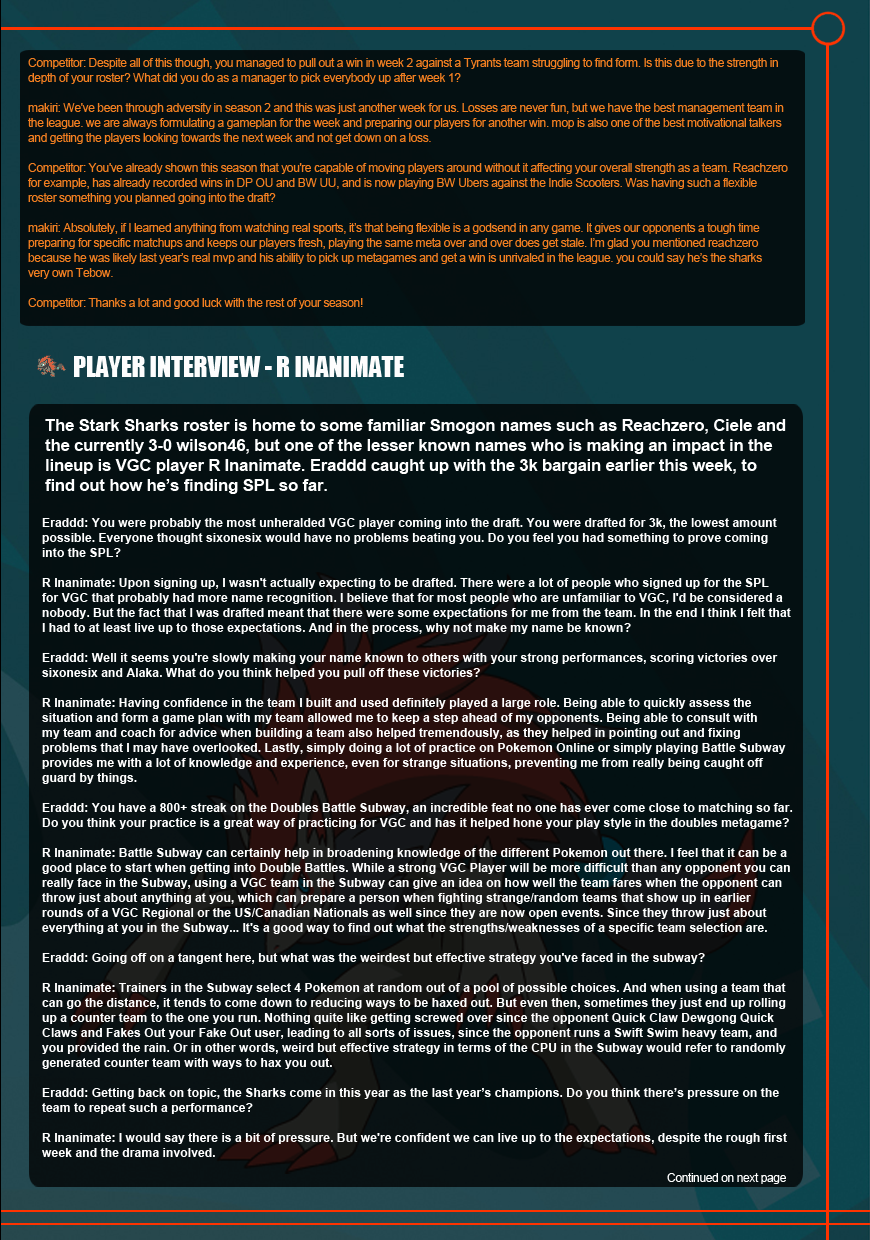 Competitor: Despite all of this though, you managed to pull out a win in week 2 against a Tyrants team struggling to find form. Is this due to the strength in
depth of your roster? What did you do as a manager to pick everybody up after week 1?
makiri: We've been through adversity in season 2 and this was just another week for us. Losses are never fun, but we have the best management team in
the league. we are always formulating a gameplan for the week and preparing our players for another win. mop is also one of the best motivational talkers
and getting the players looking towards the next week and not get down on a loss.
Competitor: You've already shown this season that you're capable of moving players around without it affecting your overall strength as a team. Reachzero
for example, has already recorded wins in DP OU and BW UU, and is now playing BW Ubers against the Indie Scooters. Was having such a flexible
roster something you planned going into the draft?
makiri: Absolutely, if I learned anything from watching real sports, it's that being flexible is a godsend in any game. It gives our opponents a tough time
preparing for specific matchups and keeps our players fresh, playing the same meta over and over does get stale. I'm glad you mentioned reachzero
because he was likely last year's real mvp and his ability to pick up metagames and get a win is unrivaled in the league. you could say he's the sharks
very own Tebow.
Competitor: Thanks a lot and good luck with the rest of your season!
PLAYER INTERVIEW - R INANIMATE
The Stark Sharks roster is home to some familiar Smogon names such as Reachzero, Ciele and
the currently 3-0 wilson46, but one of the lesser known names who is making an impact in the
lineup is VGC player R Inanimate. Eraddd caught up with the 3k bargain earlier this week, to
find out how he's finding SPL so far.
Eraddd: You were probably the most unheralded VGC player coming into the draft. You were drafted for 3k, the lowest amount
possible. Everyone thought sixonesix would have no problems beating you. Do you feel you had something to prove coming
into the SPL?
R Inanimate: Upon signing up, I wasn't actually expecting to be drafted. There were a lot of people who signed up for the SPL
for VGC that probably had more name recognition. I believe that for most people who are unfamiliar to VGC, I'd be considered a
nobody. But the fact that I was drafted meant that there were some expectations for me from the team. In the end I think I felt that
I had to at least live up to those expectations. And in the process, why not make my name be known?
Eraddd: Well it seems you're slowly making your name known to others with your strong performances, scoring victories over
sixonesix and Alaka. What do you think helped you pull off these victories?
R Inanimate: Having confidence in the team I built and used definitely played a large role. Being able to quickly assess the
situation and form a game plan with my team allowed me to keep a step ahead of my opponents. Being able to consult with
my team and coach for advice when building a team also helped tremendously, as they helped in pointing out and fixing
problems that I may have overlooked. Lastly, simply doing a lot of practice on Pokemon Online or simply playing Battle Subway
provides me with a lot of knowledge and experience, even for strange situations, preventing me from really being caught off
guard by things.
Eraddd: You have a 800+ streak on the Doubles Battle Subway, an incredible feat no one has ever come close to matching so far.
Do you think your practice is a great way of practicing for VGC and has it helped hone your play style in the doubles metagame?
R Inanimate: Battle Subway can certainly help in broadening knowledge of the different Pokemon out there. I feel that it can be a
good place to start when getting into Double Battles. While a strong VGC Player will be more difficult than any opponent you can
really face in the Subway, using a VGC team in the Subway can give an idea on how well the team fares when the opponent can
throw just about anything at you, which can prepare a person when fighting strange/random teams that show up in earlier
rounds of a VGC Regional or the US/Canadian Nationals as well since they are now open events. Since they throw just about
everything at you in the Subway... It's a good way to find out what the strengths/weaknesses of a specific team selection are.
Eraddd: Going off on a tangent here, but what was the weirdest but effective strategy you've faced in the subway?
R Inanimate: Trainers in the Subway select 4 Pokemon at random out of a pool of possible choices. And when using a team that
can go the distance, it tends to come down to reducing ways to be haxed out. But even then, sometimes they just end up rolling
up a counter team to the one you run. Nothing quite like getting screwed over since the opponent Quick Claw Dewgong Quick
Claws and Fakes Out your Fake Out user, leading to all sorts of issues, since the opponent runs a Swift Swim heavy team, and
you provided the rain. Or in other words, weird but effective strategy in terms of the CPU in the Subway would refer to randomly
generated counter team with ways to hax you out.
Eraddd: Getting back on topic, the Sharks come in this year as the last year's champions. Do you think there's pressure on the
team to repeat such a performance?
R Inanimate: I would say there is a bit of pressure. But we're confident we can live up to the expectations, despite the rough first
week and the drama involved.
Continued on next page